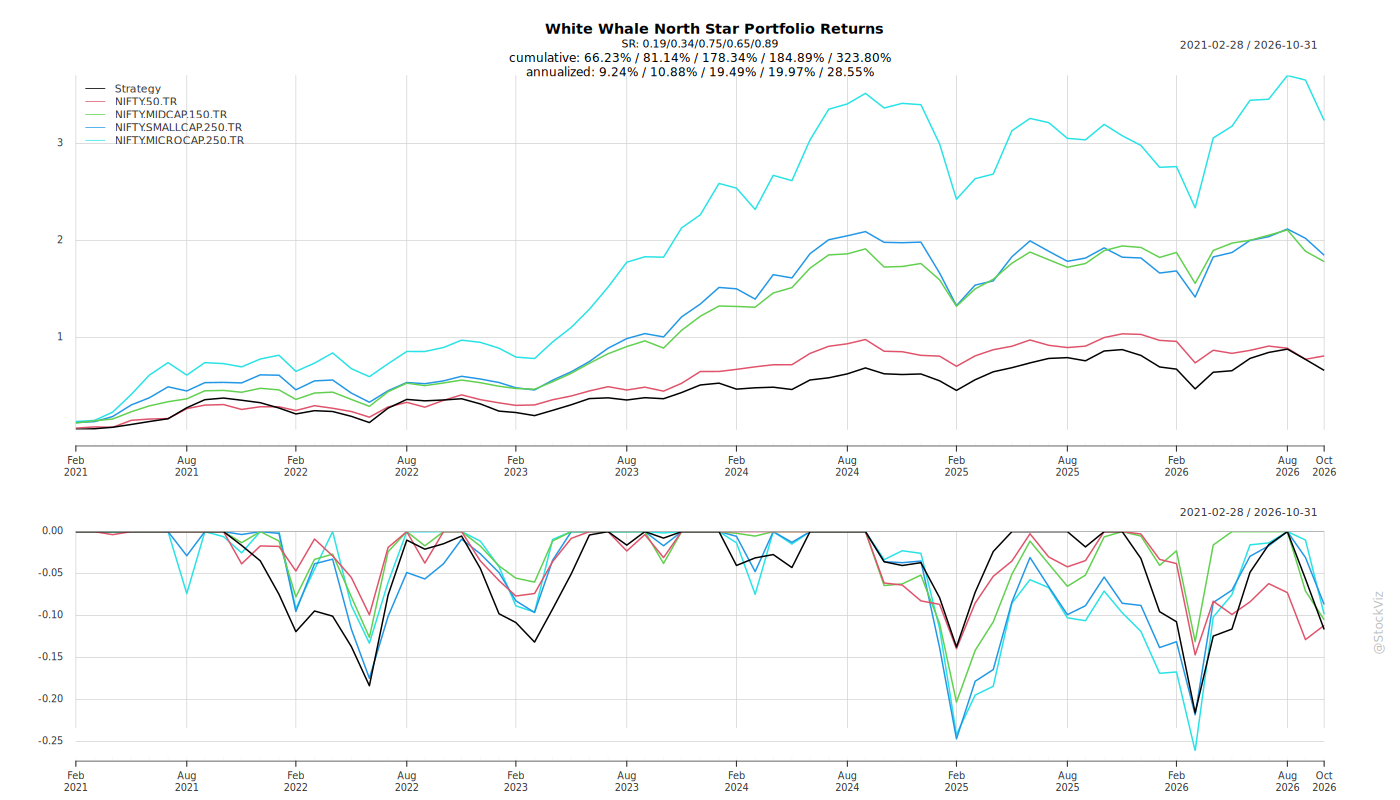 White Whale North Star Portfolio Returns
SR: 0.19/0.34/0.75/0.65/0.89
cumulative: 66.23% / 81.14% / 178.34% / 184.89% / 323.80%
annualized: 9.24% / 10.88% / 19.49% / 19.97% / 28.55%
2021-02-28 / 2026-10-31
Strategy
NIFTY.50.TR
NIFTY.MIDCAP.150.TR
NIFTY.SMALLCAP.250.TR
NIFTY.MICROCAP.250.TR
3
2
1
Feb Aug Feb Aug Feb Aug Feb Aug Feb Aug Feb Aug Oct
2021 2021 2022 2022 2023 2023 2024 2024 2025 2025 2026 2026 2026
2021-02-28 / 2026-10-31
0.00
-0.05
-0.10
-0.15
-0.20
-0.25
Feb Aug Feb Aug Feb Aug Feb Aug Feb Aug Feb Aug Oct
2021 2021 2022 2022 2023 2023 2024 2024 2025 2025 2026 2026 2026
@StockViz